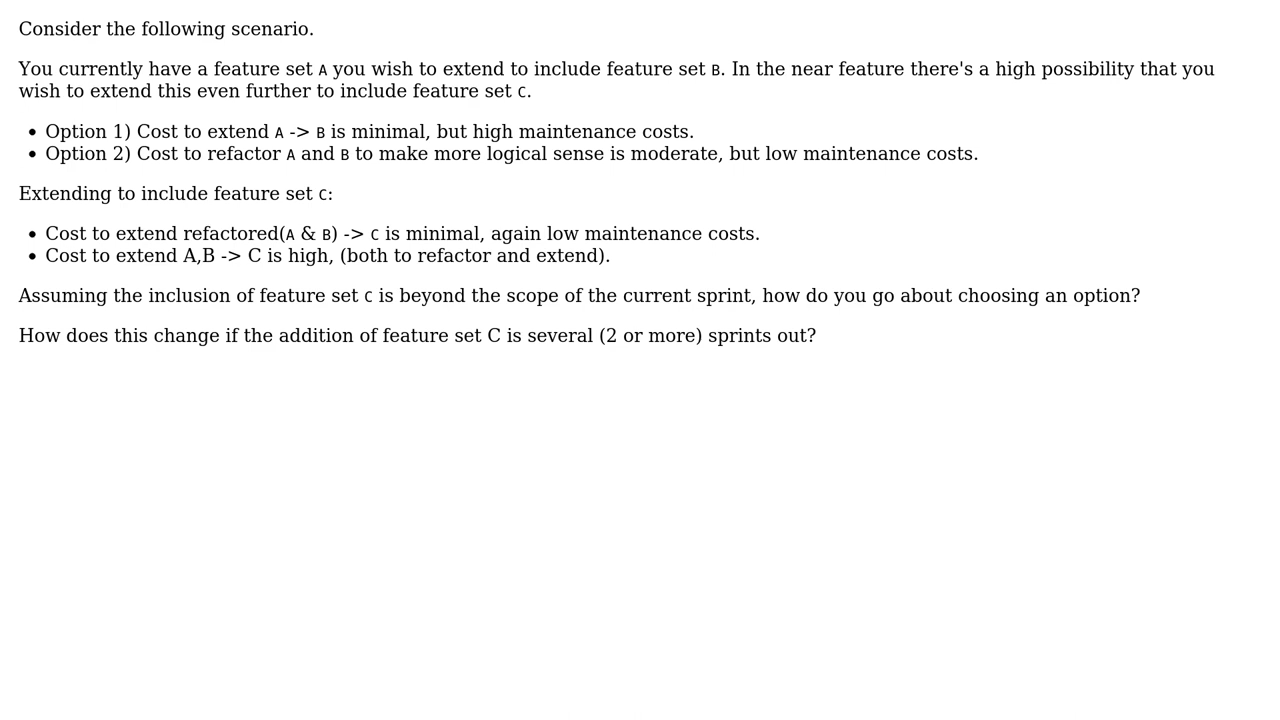 Consider the following scenario.
You currently have a feature set A you wish to extend to include feature set B. In the near feature there's a high possibility that you
wish to extend this even further to include feature set C.
• Option 1) Cost to extend A -> B is minimal, but high maintenance costs.
• Option 2) Cost to refactor A and B to make more logical sense is moderate, but low maintenance costs.
Extending to include feature set C:
• Cost to extend refactored(A & B) -> C is minimal, again low maintenance costs.
• Cost to extend A,B -> C is high, (both to refactor and extend).
Assuming the inclusion of feature set C is beyond the scope of the current sprint, how do you go about choosing an option?
How does this change if the addition of feature set C is several (2 or more) sprints out?